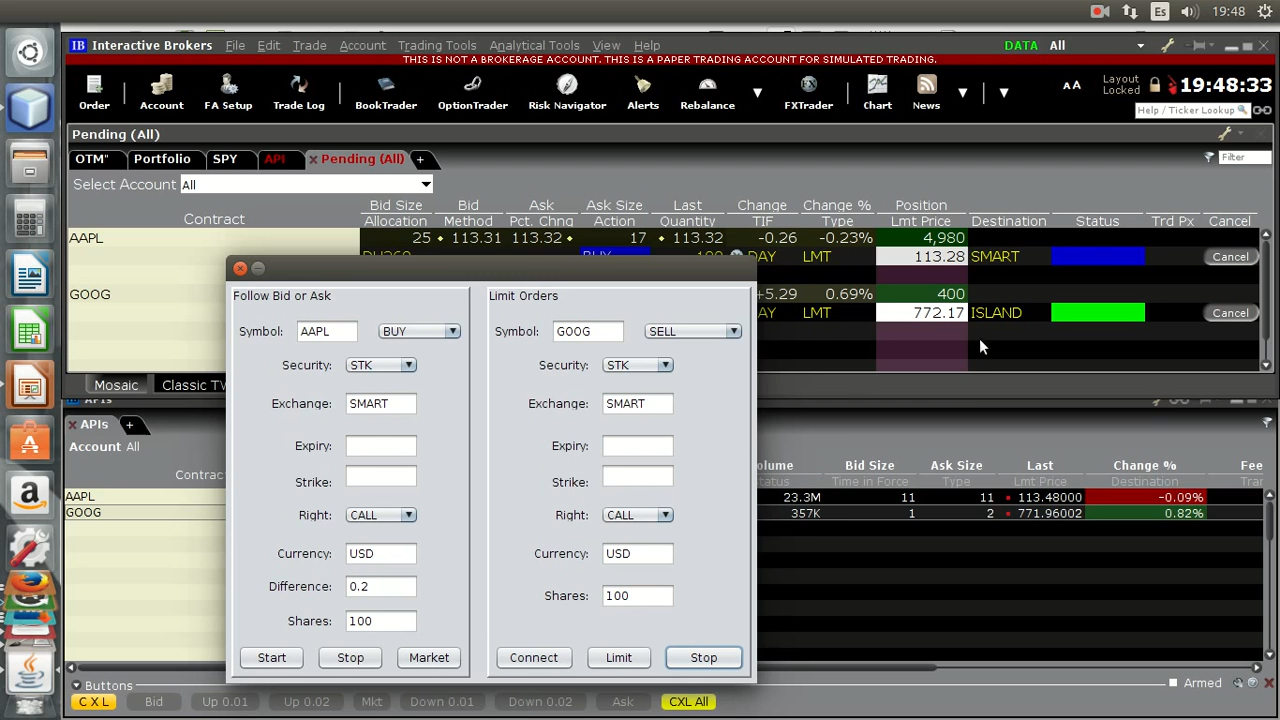 Es 19:48
IB Interactive Brokers File Edit Trade Account Trading Tools Analytical Tools View Help DATA All
THIS IS NOT A BROKERAGE ACCOUNT. THIS IS A PAPER TRADING ACCOUNT FOR SIMULATED TRADING.
Order Account FA Setup Trade Log BookTrader OptionTrader Risk Navigator Alerts Rebalance FXTrader Chart News AA Layout Locked 19:48:33
Help / Ticker Lookup
Pending (All)
OTM" Portfolio SPY API Pending (All) + Filter
Select Account All
Contract
Bid Size Bid Ask Ask Size Last Change Change % Position
Allocation Method Pct. Chng Action Quantity TIF Type Lmt Price Destination Status Trd Px Cancel
AAPL 25 113.31 113.32 17 113.32 -0.26 -0.23% 4,980
BUY 100 DAY LMT 113.28 SMART Cancel
GOOG +5.29 0.69% 400
LMT 772.17 ISLAND Cancel
Mosaic Classic TW
APIs
APIs +
Account All
Volume Bid Size Ask Size Last Change %
Contract Status Time in Force Type Lmt Price Destination
AAPL 23.3M 11 11 113.48000 -0.09%
GOOG 357K 1 2 771.96002 0.82%
Follow Bid or Ask
Symbol: AAPL BUY
Security: STK
Exchange: SMART
Expiry:
Strike:
Right: CALL
Currency: USD
Difference: 0.2
Shares: 100
Start Stop Market
Limit Orders
Symbol: GOOG SELL
Security: STK
Exchange: SMART
Expiry:
Strike:
Right: CALL
Currency: USD
Shares: 100
Connect Limit Stop
Buttons Armed
C X L Bid Up 0.01 Up 0.02 Mkt Down 0.01 Down 0.02 Ask CXL All